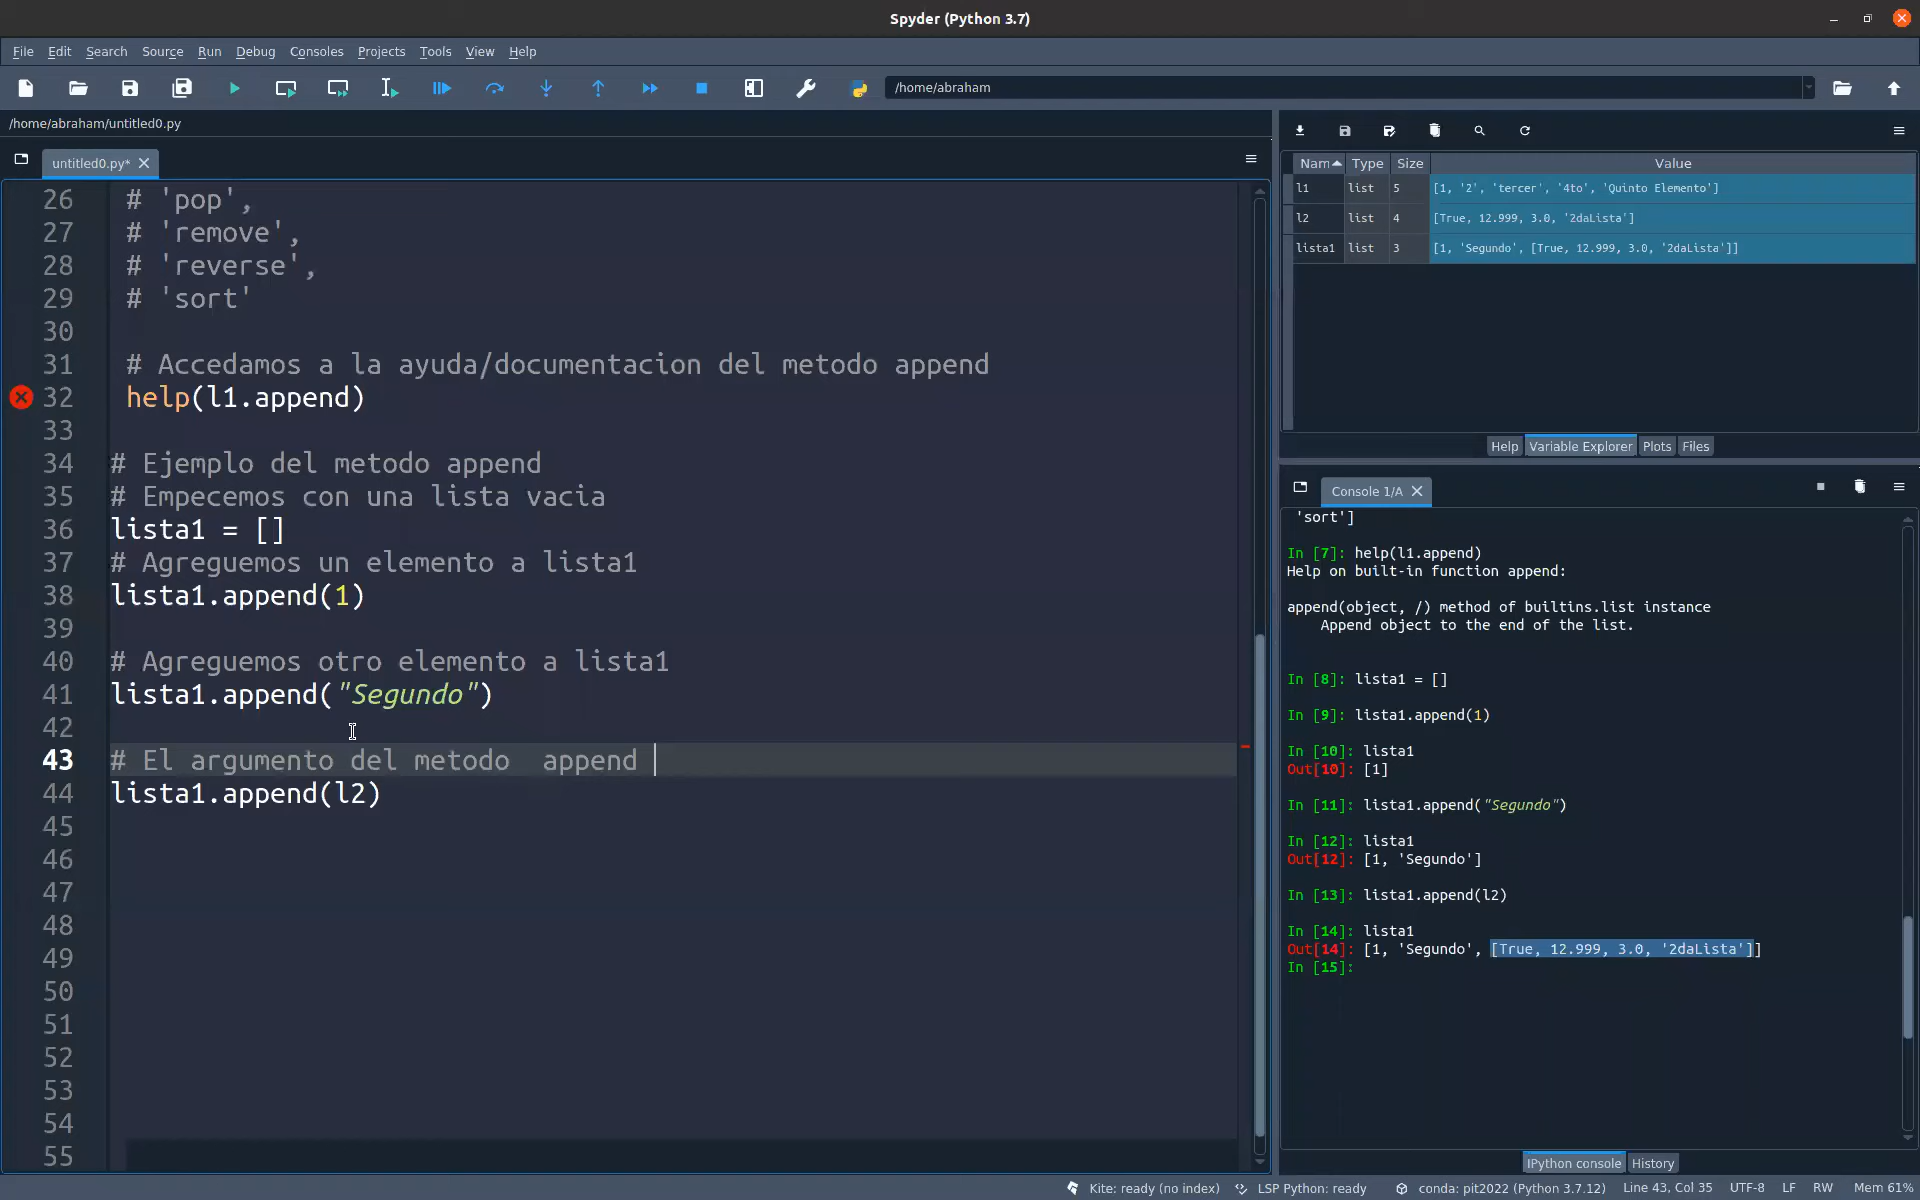 Spyder (Python 3.7)
File Edit Search Source Run Debug Consoles Projects Tools View Help
/home/abraham
/home/abraham/untitled0.py
untitled0.py*
26 # 'pop',
27 # 'remove',
28 # 'reverse',
29 # 'sort'
30
31 # Accedamos a la ayuda/documentacion del metodo append
32 help(l1.append)
33
34 # Ejemplo del metodo append
35 # Empecemos con una lista vacia
36 lista1 = []
37 # Agreguemos un elemento a lista1
38 lista1.append(1)
39
40 # Agreguemos otro elemento a lista1
41 lista1.append("Segundo")
42
43 # El argumento del metodo  append
44 lista1.append(l2)
45
46
47
48
49
50
51
52
53
54
55
Nam Type Size Value
l1 list 5 [1, '2', 'tercer', '4to', 'Quinto Elemento']
l2 list 4 [True, 12.999, 3.0, '2daLista']
lista1 list 3 [1, 'Segundo', [True, 12.999, 3.0, '2daLista']]
Help Variable Explorer Plots Files
Console 1/A
'sort']
In [7]: help(l1.append)
Help on built-in function append:
append(object, /) method of builtins.list instance
Append object to the end of the list.
In [8]: lista1 = []
In [9]: lista1.append(1)
In [10]: lista1
Out[10]: [1]
In [11]: lista1.append("Segundo")
In [12]: lista1
Out[12]: [1, 'Segundo']
In [13]: lista1.append(l2)
In [14]: lista1
Out[14]: [1, 'Segundo', [True, 12.999, 3.0, '2daLista']]
In [15]:
IPython console History
Kite: ready (no index) LSP Python: ready conda: pit2022 (Python 3.7.12) Line 43, Col 35 UTF-8 LF RW Mem 61%